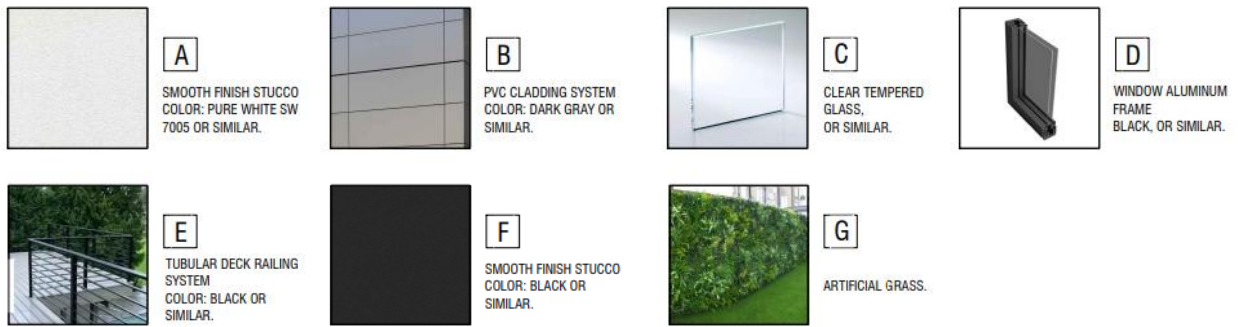 A
SMOOTH FINISH STUCCO
COLOR: PURE WHITE SW
7005 OR SIMILAR.
B
PVC CLADDING SYSTEM
COLOR: DARK GRAY OR
SIMILAR.
C
CLEAR TEMPERED
GLASS,
OR SIMILAR.
D
WINDOW ALUMINUM
FRAME
BLACK, OR SIMILAR.
E
TUBULAR DECK RAILING
SYSTEM
COLOR: BLACK OR
SIMILAR.
F
SMOOTH FINISH STUCCO
COLOR: BLACK OR
SIMILAR.
G
ARTIFICIAL GRASS.